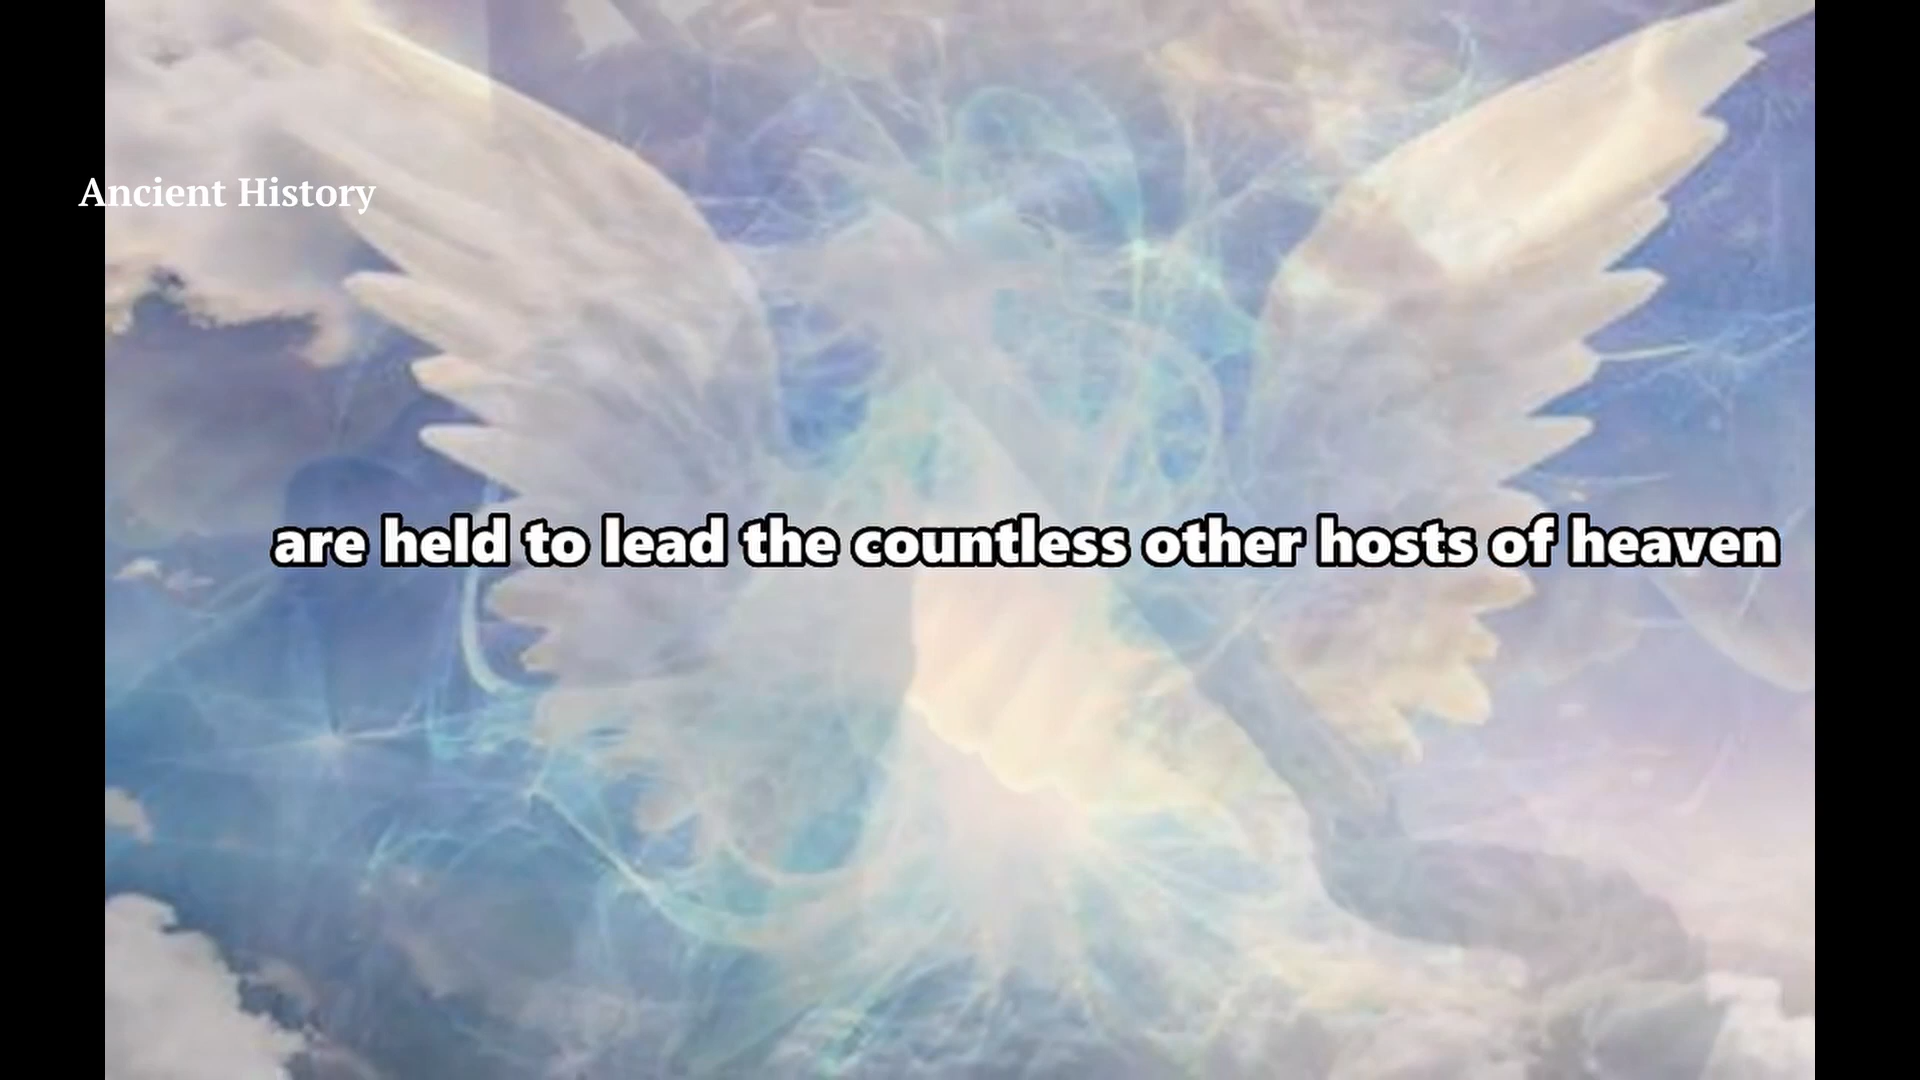 Ancient History
are held to lead the countless other hosts of heaven